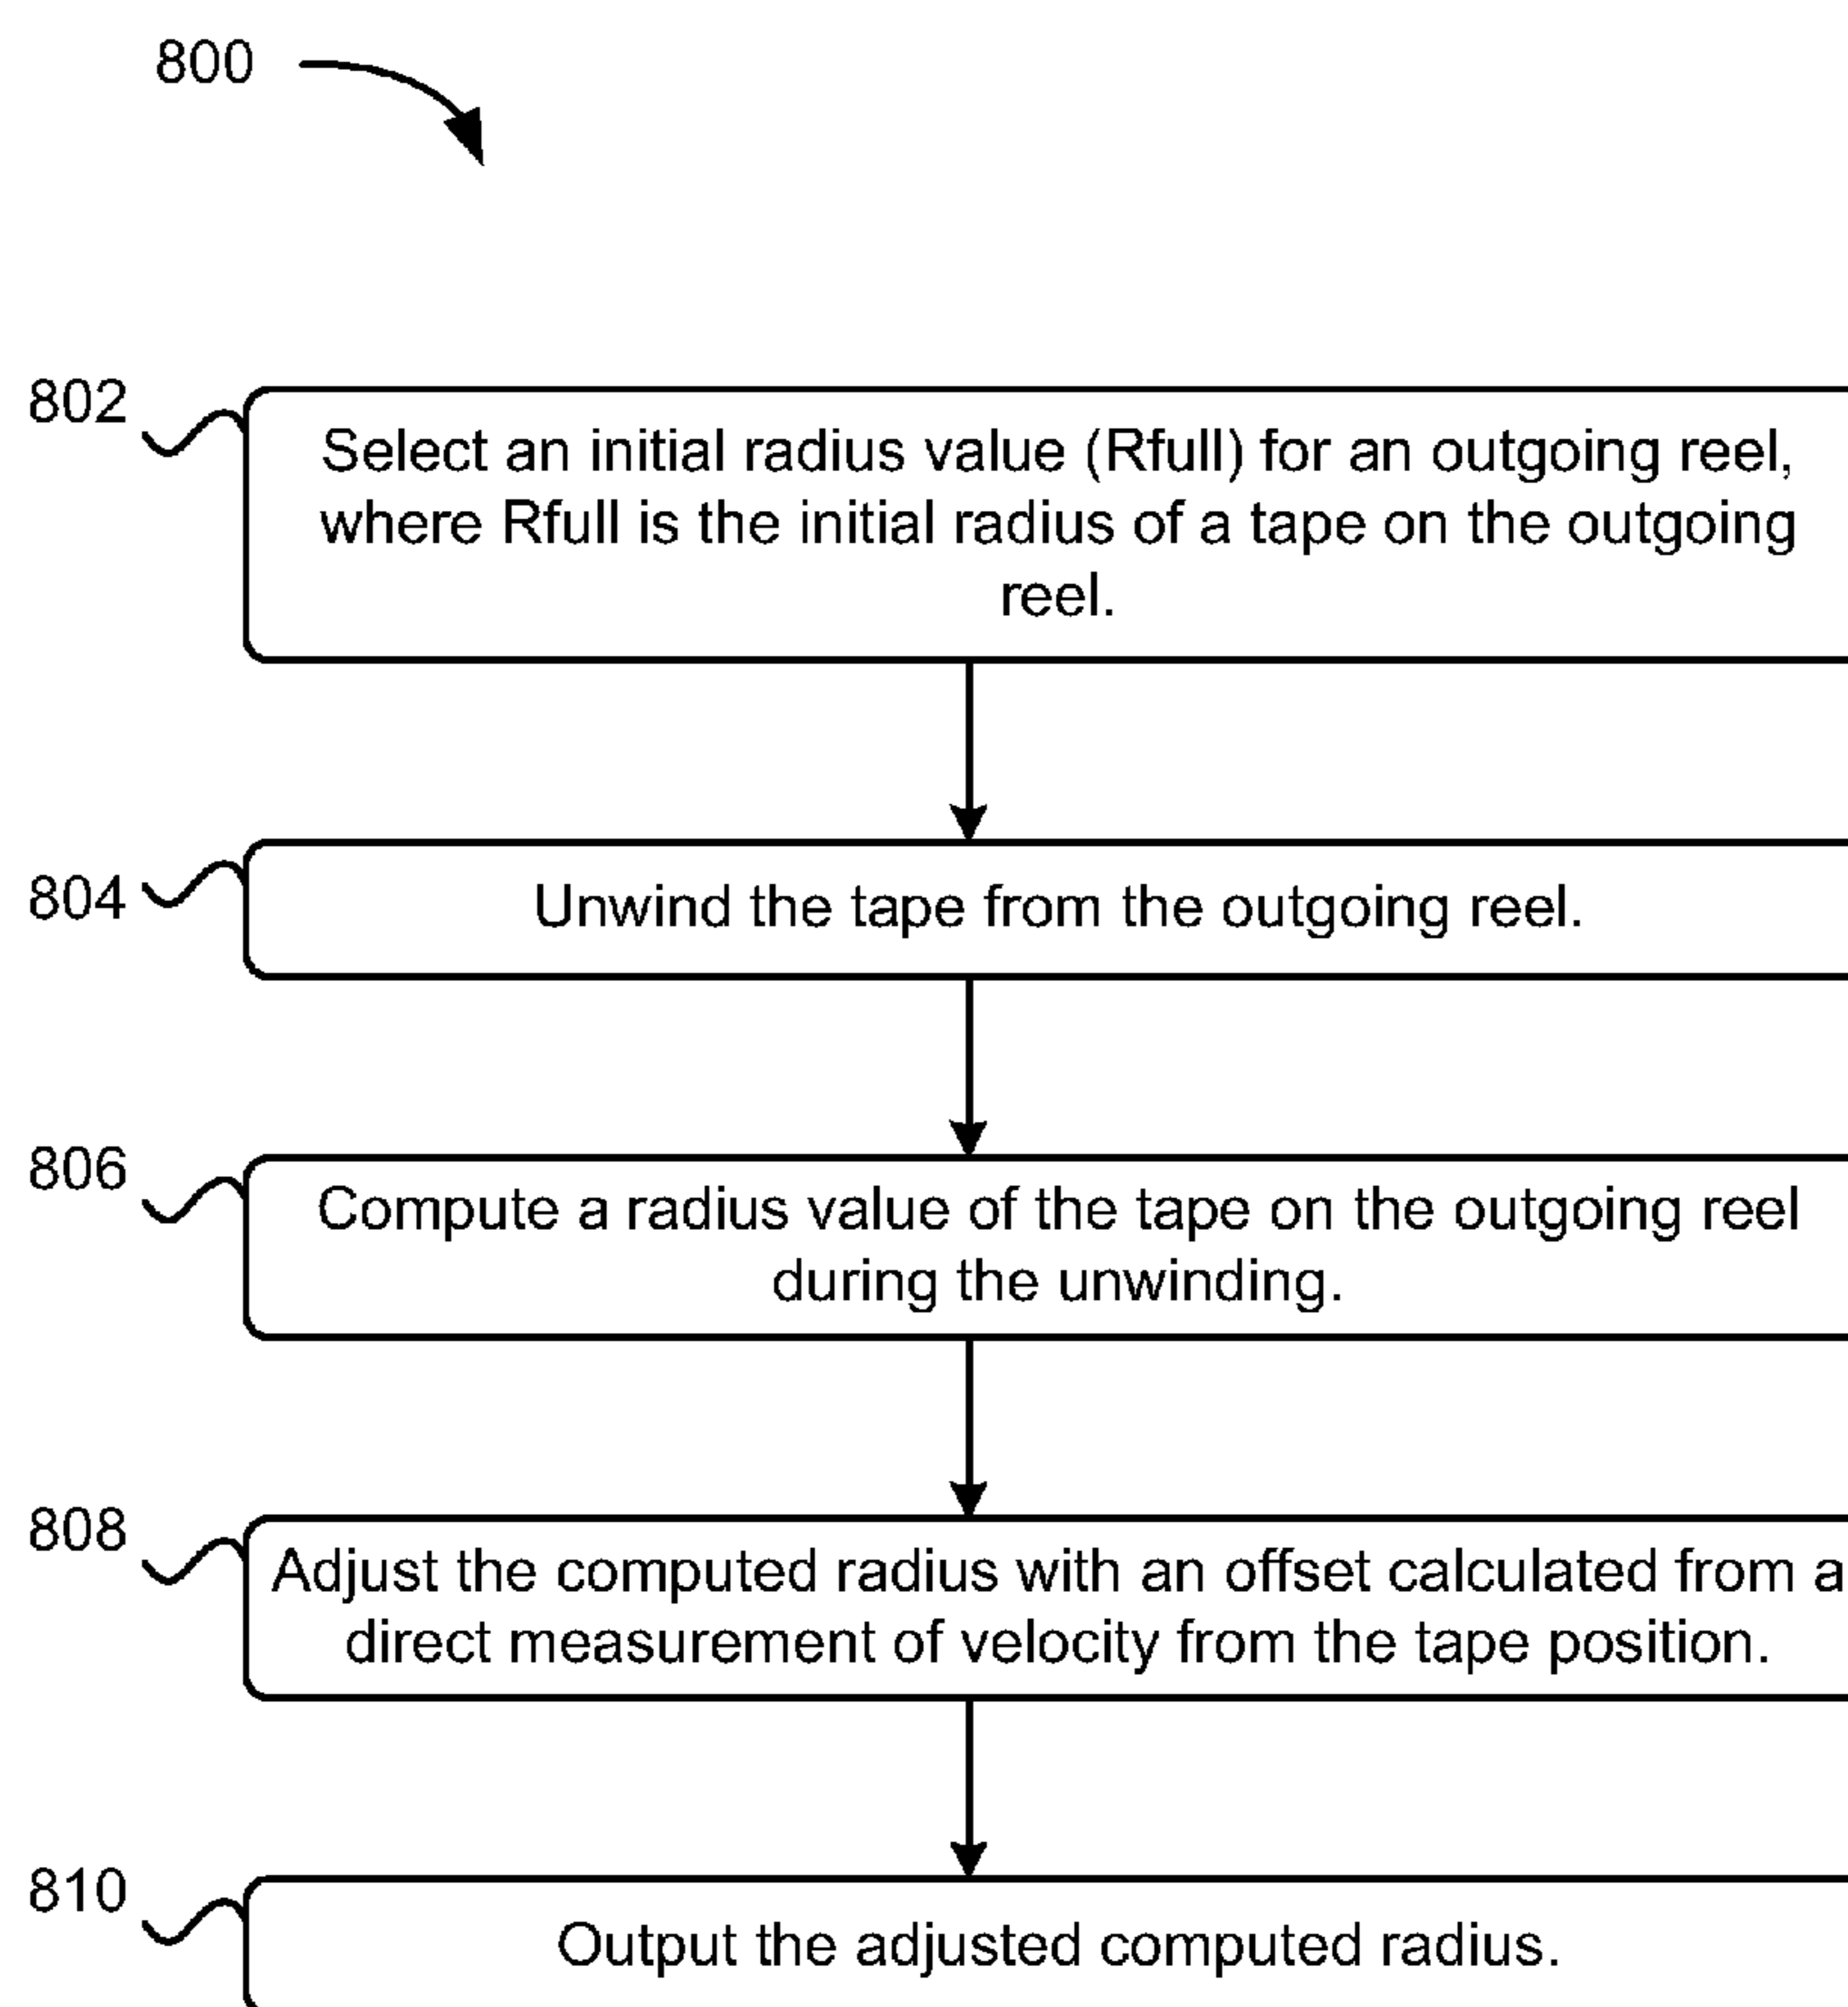 800
802
Select an initial radius value (Rfull) for an outgoing reel,
where Rfull is the initial radius of a tape on the outgoing
reel.
804
Unwind the tape from the outgoing reel.
806
Compute a radius value of the tape on the outgoing reel
during the unwinding.
808
Adjust the computed radius with an offset calculated from a
direct measurement of velocity from the tape position.
810
Output the adjusted computed radius.